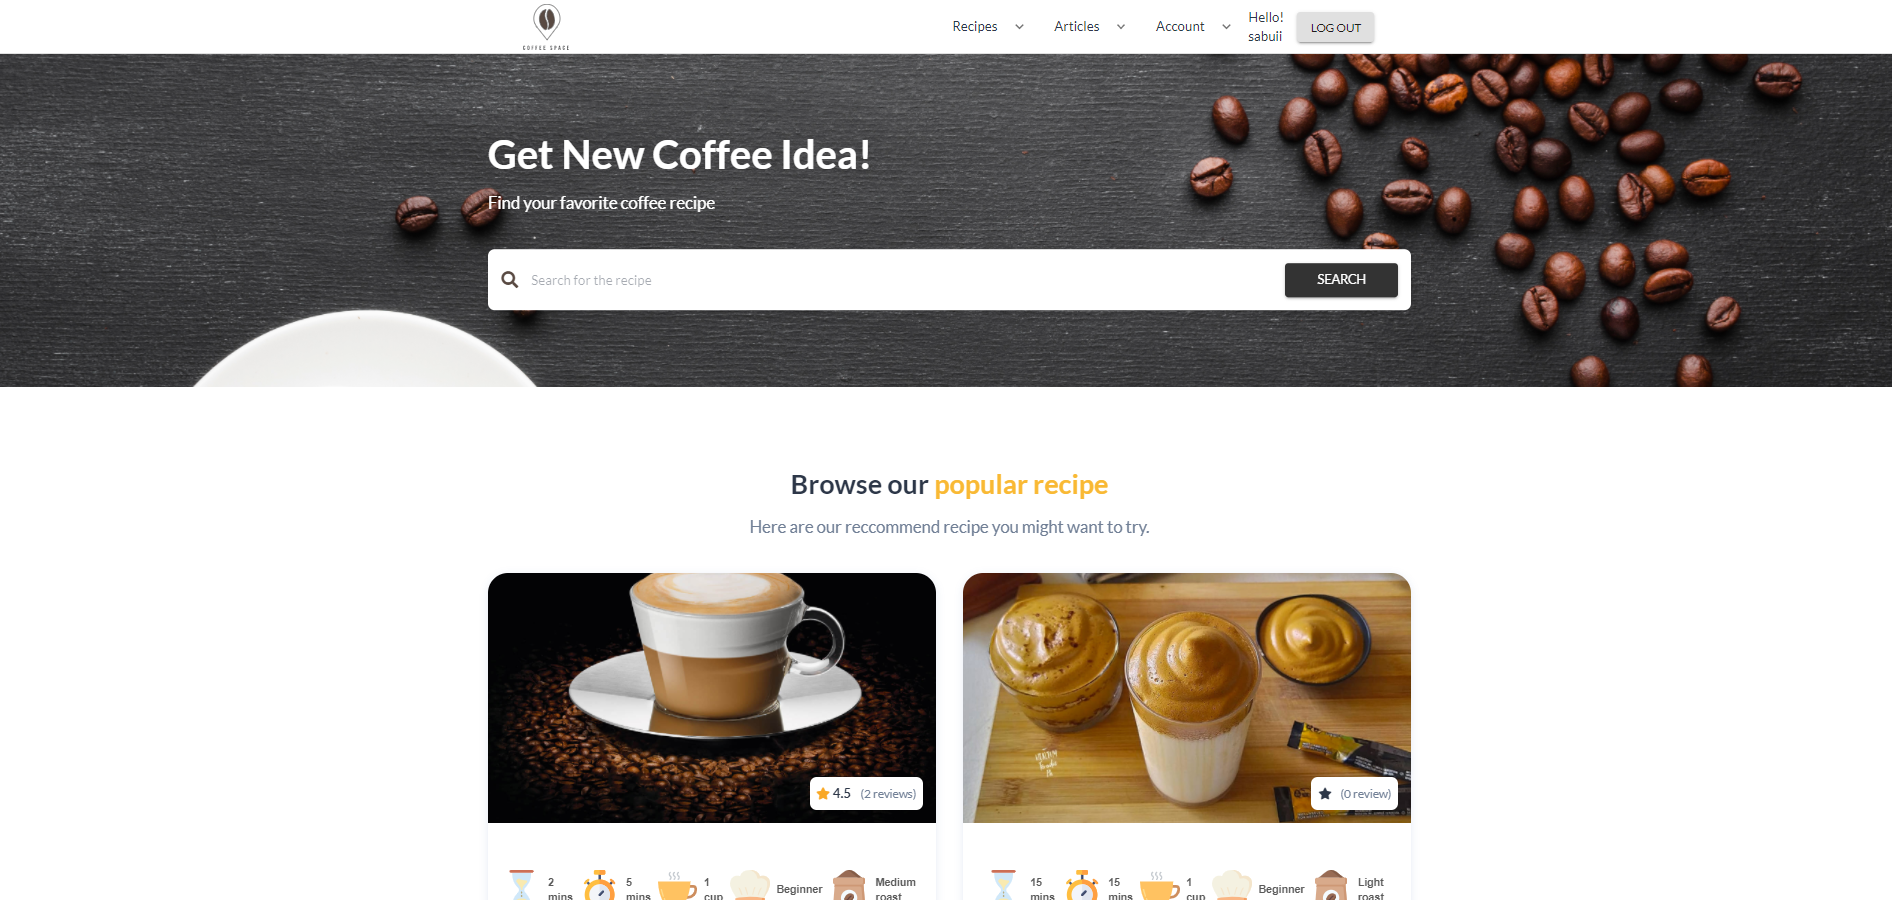 COFFEE SPACE
Recipes
Articles
Account
Hello!
sabuii
LOG OUT
Get New Coffee Idea!
Find your favorite coffee recipe
Search for the recipe
SEARCH
Browse our popular recipe
Here are our reccommend recipe you might want to try.
4.5 (2 reviews)
(0 review)
2
mins
5
mins
1
cup
Beginner
Medium
roast
15
mins
15
mins
1
cup
Beginner
Light
roast